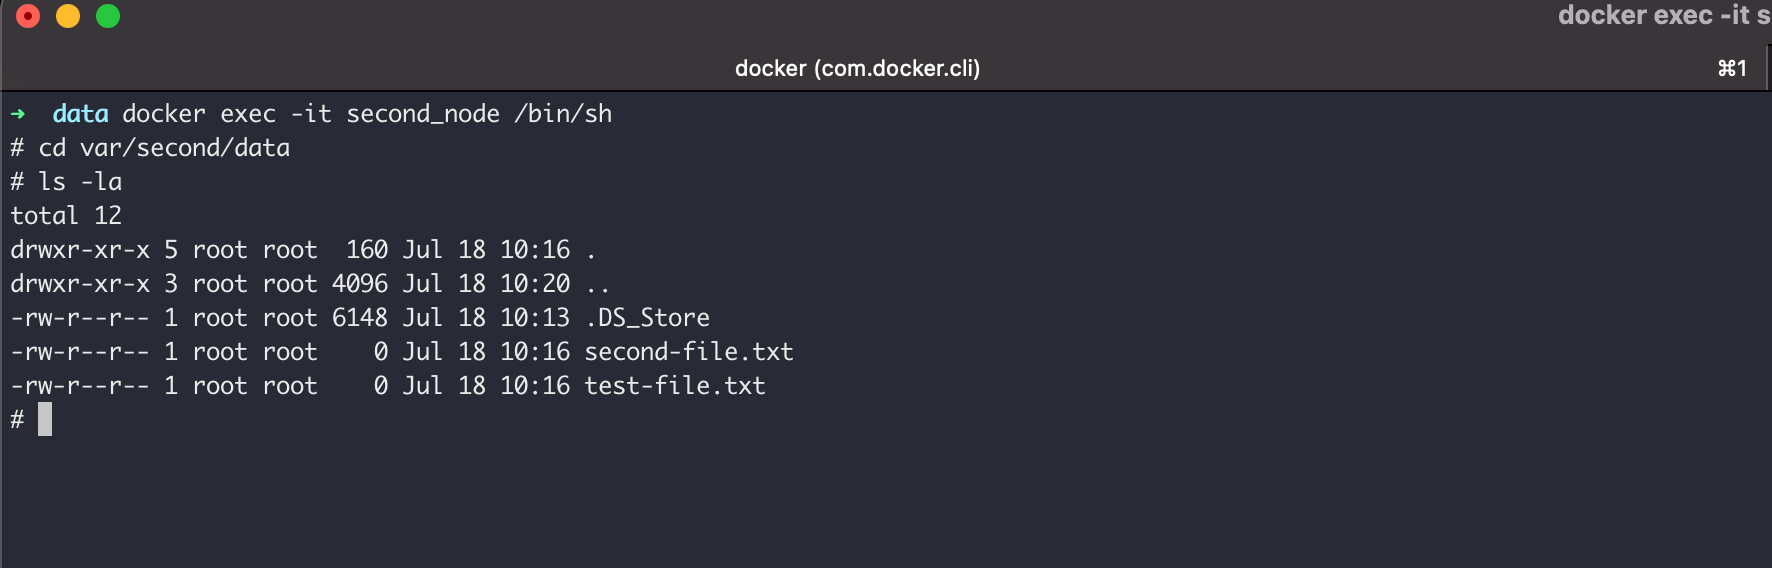 docker exec -it s
docker (com.docker.cli) ⌘1
➜  data docker exec -it second_node /bin/sh
# cd var/second/data
# ls -la
total 12
drwxr-xr-x 5 root root  160 Jul 18 10:16 .
drwxr-xr-x 3 root root 4096 Jul 18 10:20 ..
-rw-r--r-- 1 root root 6148 Jul 18 10:13 .DS_Store
-rw-r--r-- 1 root root    0 Jul 18 10:16 second-file.txt
-rw-r--r-- 1 root root    0 Jul 18 10:16 test-file.txt
#